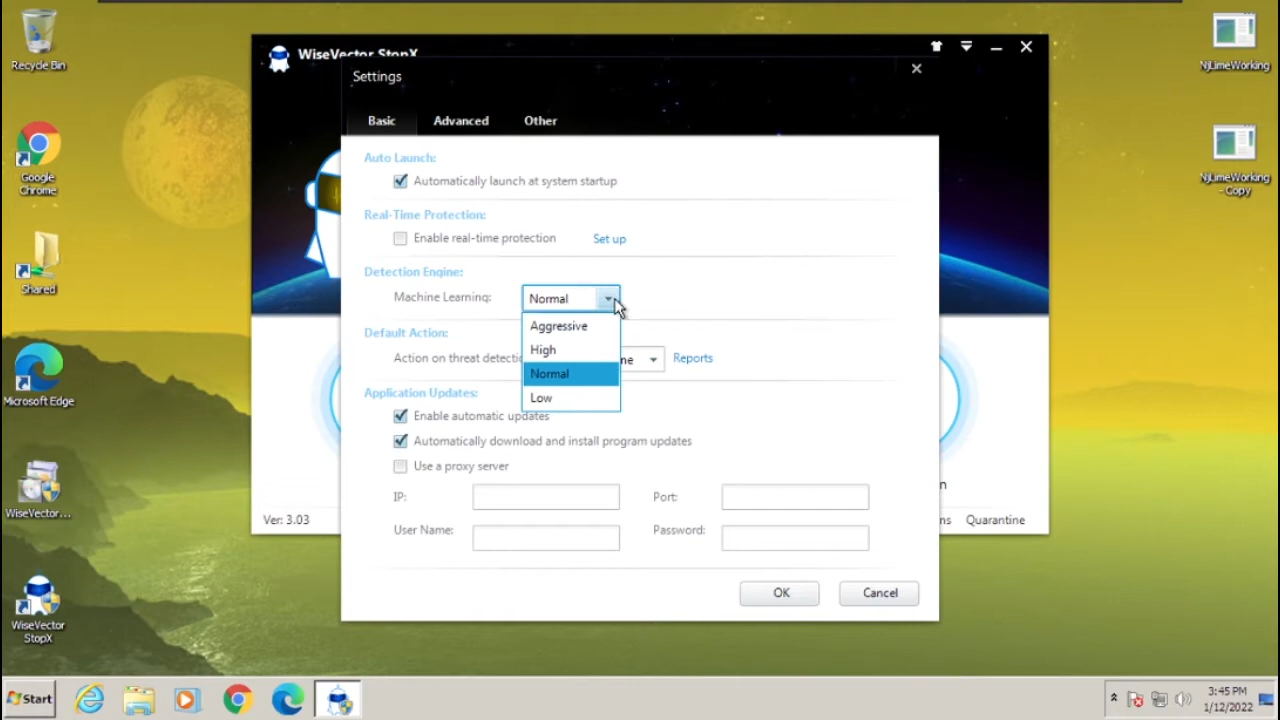 Recycle Bin
Google
Chrome
Shared
Microsoft Edge
WiseVector...
WiseVector
StopX
NjLimeWorking
NjLimeWorking
- Copy
WiseVector StopX
Settings
Basic Advanced Other
Auto Launch:
Automatically launch at system startup
Real-Time Protection:
Enable real-time protection Set up
Detection Engine:
Machine Learning: Normal
Aggressive
High
Normal
Low
Default Action:
Action on threat detectio ne Reports
Application Updates:
Enable automatic updates
Automatically download and install program updates
Use a proxy server
IP: Port:
User Name: Password:
OK Cancel
n
Ver: 3.03 ns Quarantine
Start
3:45 PM
1/12/2022